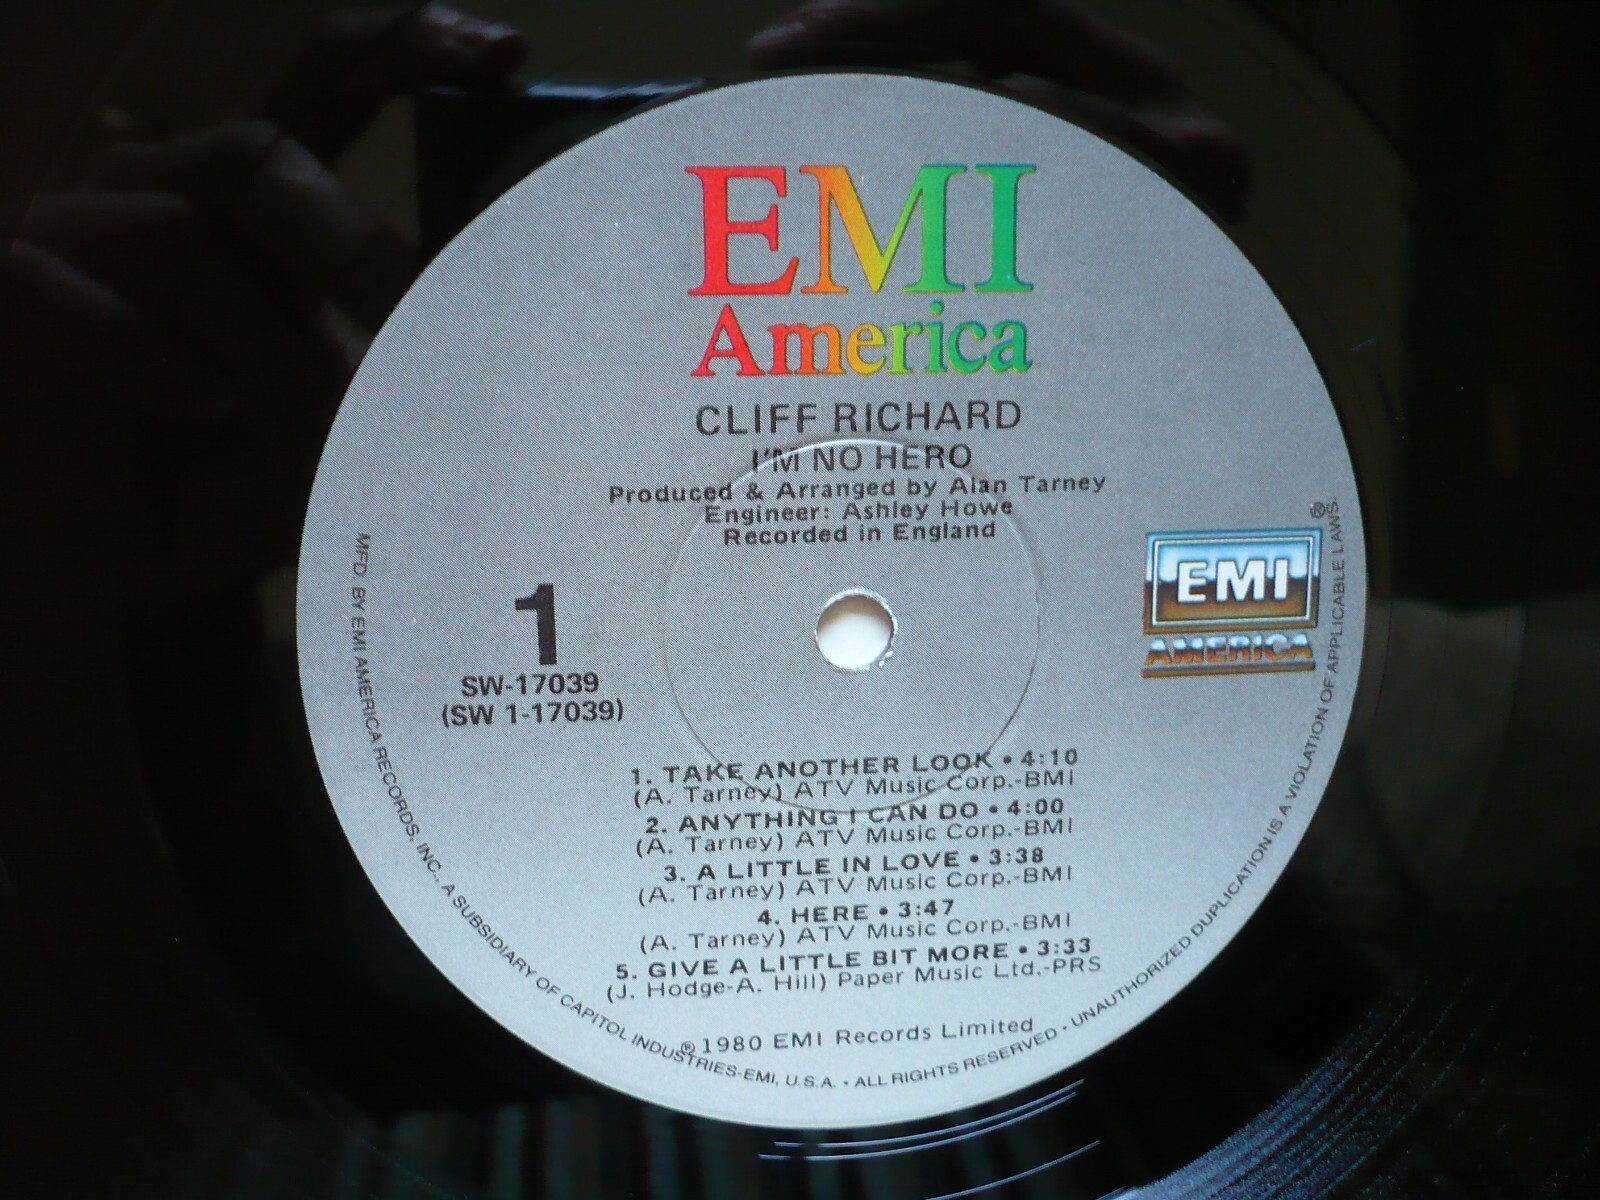 EMI
America
CLIFF RICHARD
I'M NO HERO
Produced & Arranged by Alan Tarney
Engineer: Ashley Howe
Recorded in England
1
SW-17039
(SW 1-17039)
EMI
AMERICA
®
1. TAKE ANOTHER LOOK • 4:10
(A. Tarney) ATV Music Corp.-BMI
2. ANYTHING I CAN DO • 4:00
(A. Tarney) ATV Music Corp.-BMI
3. A LITTLE IN LOVE • 3:38
(A. Tarney) ATV Music Corp.-BMI
4. HERE • 3:47
(A. Tarney) ATV Music Corp.-BMI
5. GIVE A LITTLE BIT MORE • 3:33
(J. Hodge-A. Hill) Paper Music Ltd.-PRS
℗ 1980 EMI Records Limited
MFD. BY EMI AMERICA RECORDS, INC., A SUBSIDIARY OF CAPITOL INDUSTRIES-EMI, U.S.A. • ALL RIGHTS RESERVED • UNAUTHORIZED DUPLICATION IS A VIOLATION OF APPLICABLE LAWS.